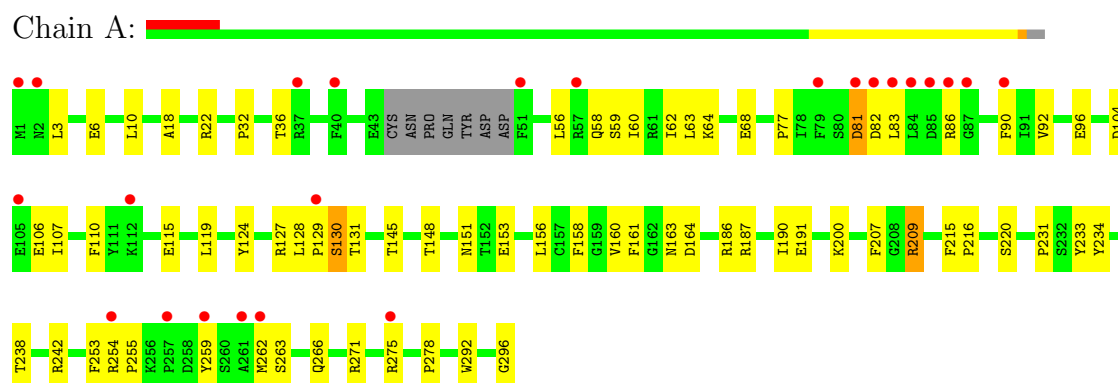 Chain A:
M1 N2 L3 E6 L10 A18 R22 P32 T36 R37 F40 E43 CYS ASN PRO GLN TYR ASP ASP F51 L56 R57 Q58 S59 I60 R61 I62 L63 K64 E68 P77 I78 F79 S80 D81 D82 L83 L84 D85 R86 G87 F90 I91 V92 E96
E105 E106 I107 F110 Y111 K112 E115 L119 Y124 R127 L128 P129 S130 T131 T145 T148 N151 T152 E153 L156 C157 F158 G159 V160 F161 G162 N163 D164 R186 R187 I190 E191 K200 F207 G208 R209 F215 P216 S220 P231 S232 Y233 Y234
T238 R242 F253 R254 P255 K256 P257 D258 Y259 S260 A261 M262 S263 Q266 R271 R275 P278 W292 G296